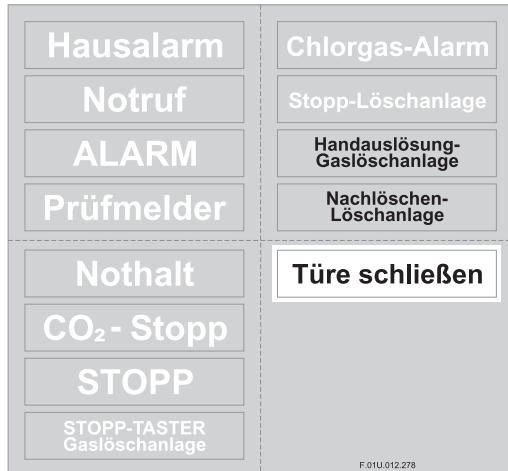 Hausalarm
Notruf
ALARM
Prüfmelder
Chlorgas-Alarm
Stopp-Löschanlage
Handauslösung-
Gaslöschanlage
Nachlöschen-
Löschanlage
Nothalt
CO₂ - Stopp
STOPP
STOPP-TASTER
Gaslöschanlage
Türe schließen
F.01U.012.278